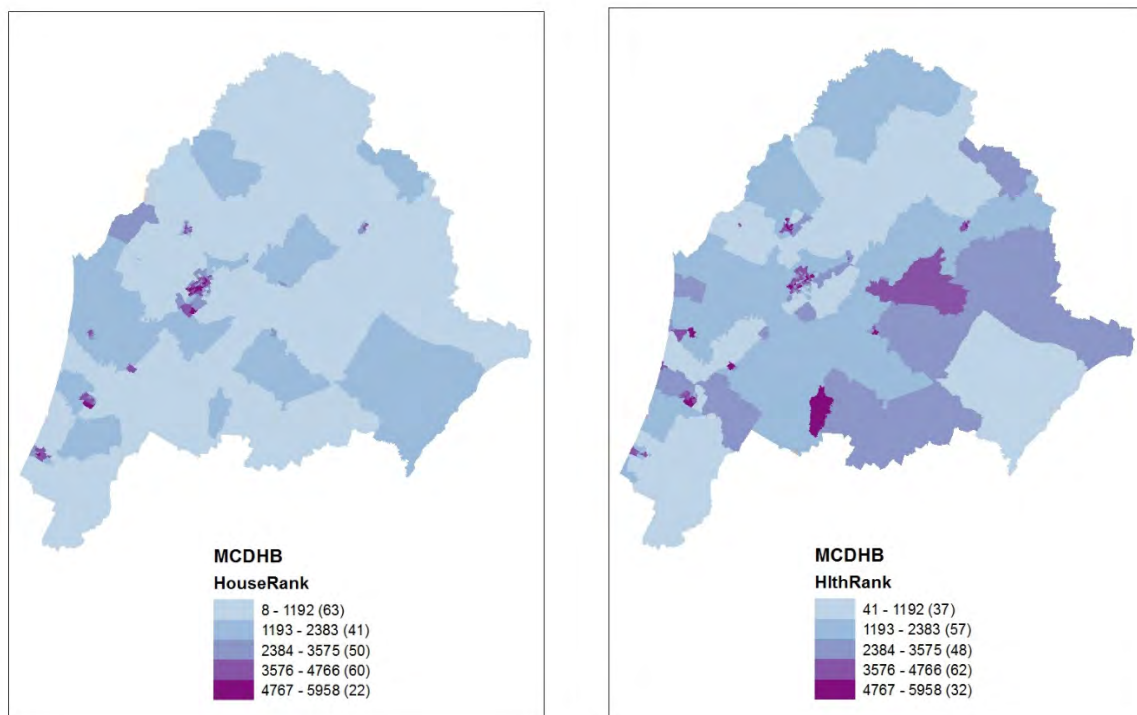 MCDHB
HouseRank
8 - 1192 (63)
1193 - 2383 (41)
2384 - 3575 (50)
3576 - 4766 (60)
4767 - 5958 (22)
MCDHB
HlthRank
41 - 1192 (37)
1193 - 2383 (57)
2384 - 3575 (48)
3576 - 4766 (62)
4767 - 5958 (32)